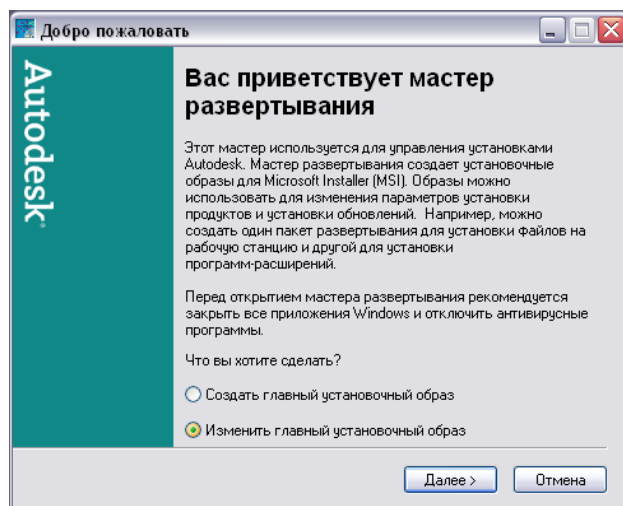 Добро пожаловать
Autodesk
Вас приветствует мастер
развертывания
Этот мастер используется для управления установками
Autodesk. Мастер развертывания создает установочные
образы для Microsoft Installer (MSI). Образы можно
использовать для изменения параметров установки
продуктов и установки обновлений. Например, можно
создать один пакет развертывания для установки файлов на
рабочую станцию и другой для установки
программ-расширений.
Перед открытием мастера развертывания рекомендуется
закрыть все приложения Windows и отключить антивирусные
программы.
Что вы хотите сделать?
Создать главный установочный образ
Изменить главный установочный образ
Далее >
Отмена